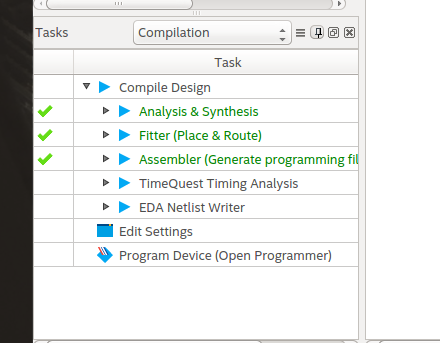 Tasks
Compilation
Task
Compile Design
Analysis & Synthesis
Fitter (Place & Route)
Assembler (Generate programming fil
TimeQuest Timing Analysis
EDA Netlist Writer
Edit Settings
Program Device (Open Programmer)